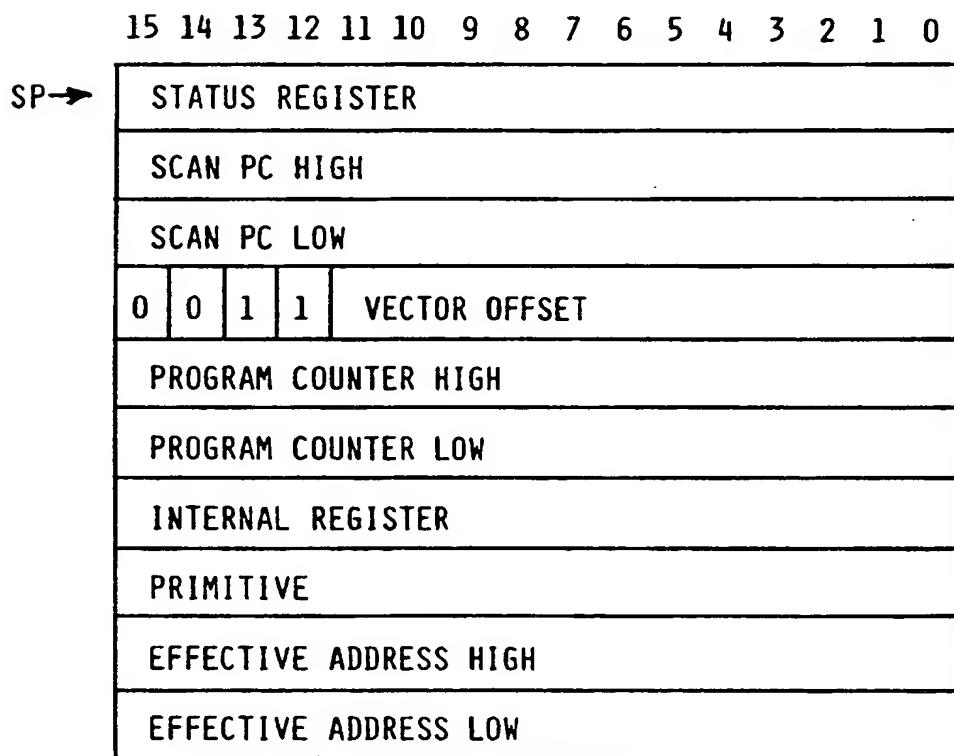 15 14 13 12 11 10 9 8 7 6 5 4 3 2 1 0
SP→ STATUS REGISTER
SCAN PC HIGH
SCAN PC LOW
0 0 1 1 VECTOR OFFSET
PROGRAM COUNTER HIGH
PROGRAM COUNTER LOW
INTERNAL REGISTER
PRIMITIVE
EFFECTIVE ADDRESS HIGH
EFFECTIVE ADDRESS LOW